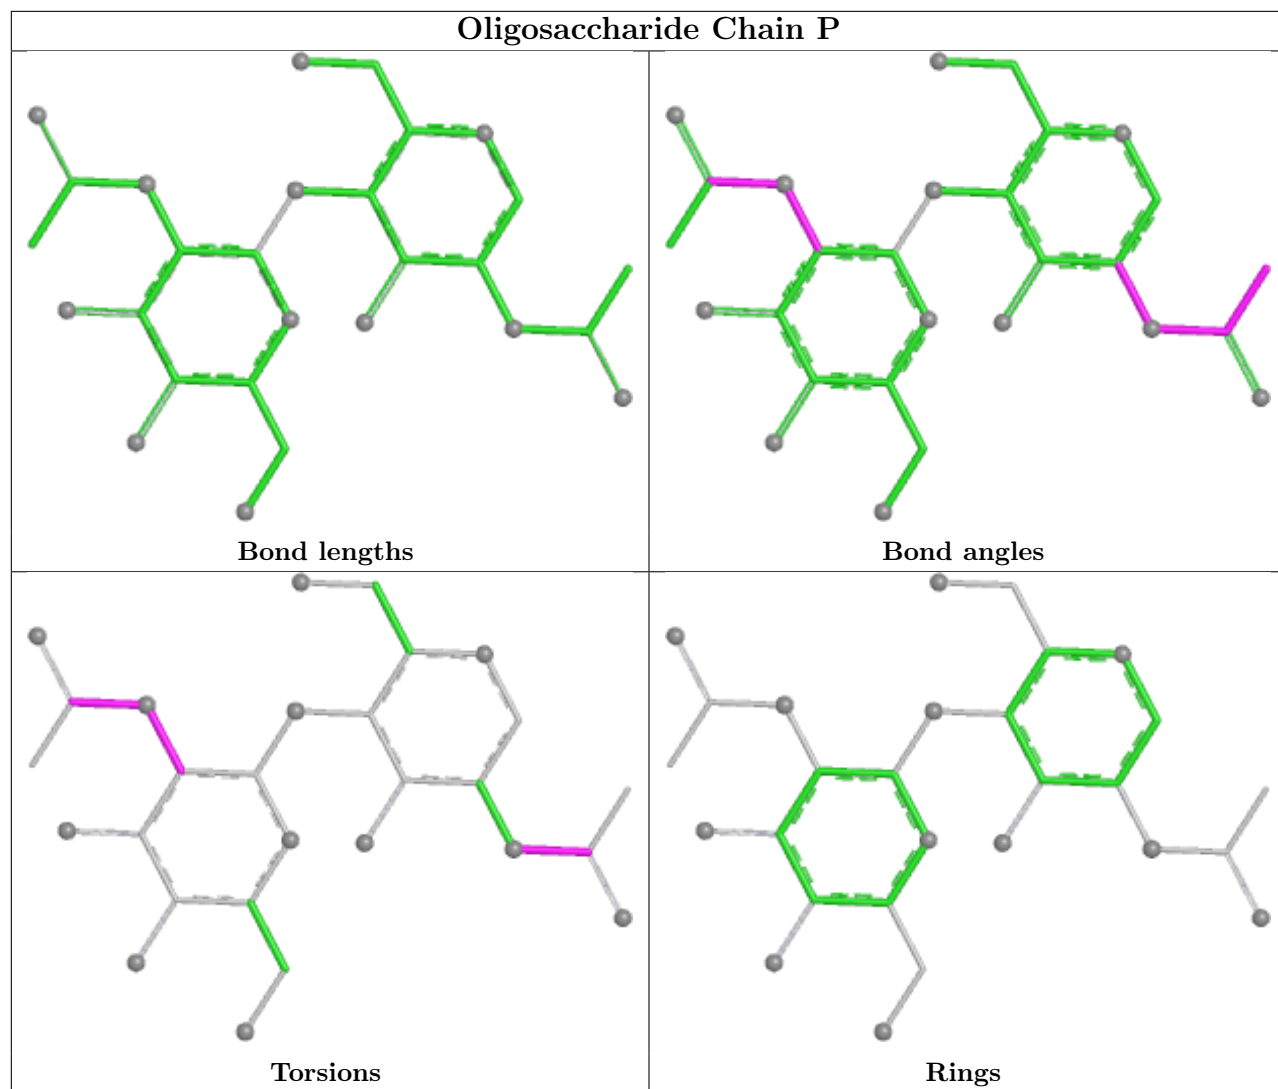 Oligosaccharide Chain P
Bond lengths
Bond angles
Torsions
Rings